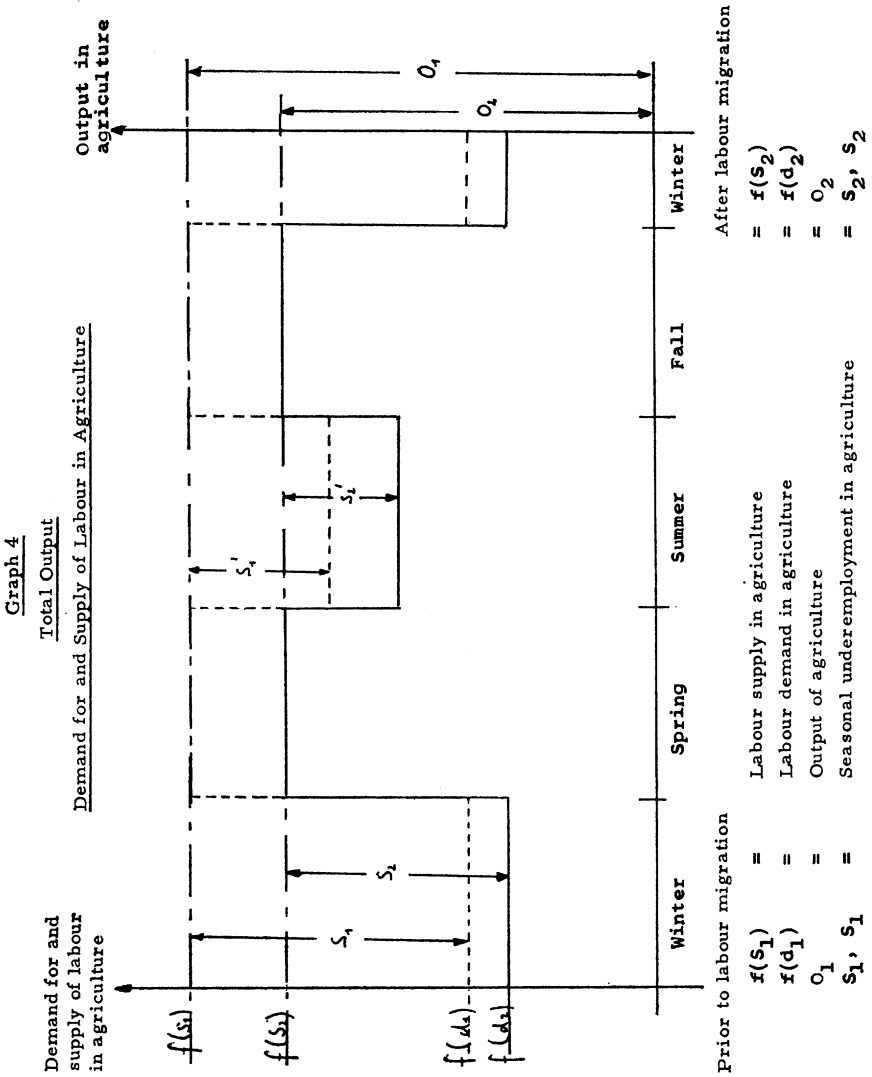 Graph 4
Total Output
Demand for and Supply of Labour in Agriculture
Demand for and
supply of labour
in agriculture
Output in
agriculture
f(s₁)
f(s₂)
f(d₁)
f(d₂)
S₁
S₂
S₁'
S₂'
O₂
O₁
Winter Spring Summer Fall Winter
Prior to labour migration After labour migration
f(s₁) = Labour supply in agriculture = f(s₂)
f(d₁) = Labour demand in agriculture = f(d₂)
O₁ = Output of agriculture = O₂
S₁, s₁ = Seasonal underemployment in agriculture = S₂, s₂